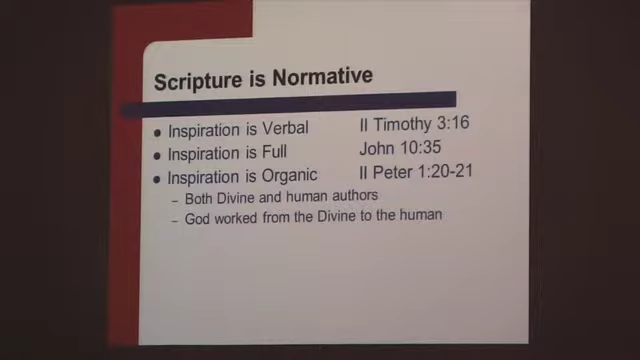 Scripture is Normative
● Inspiration is Verbal II Timothy 3:16
● Inspiration is Full John 10:35
● Inspiration is Organic II Peter 1:20-21
– Both Divine and human authors
– God worked from the Divine to the human